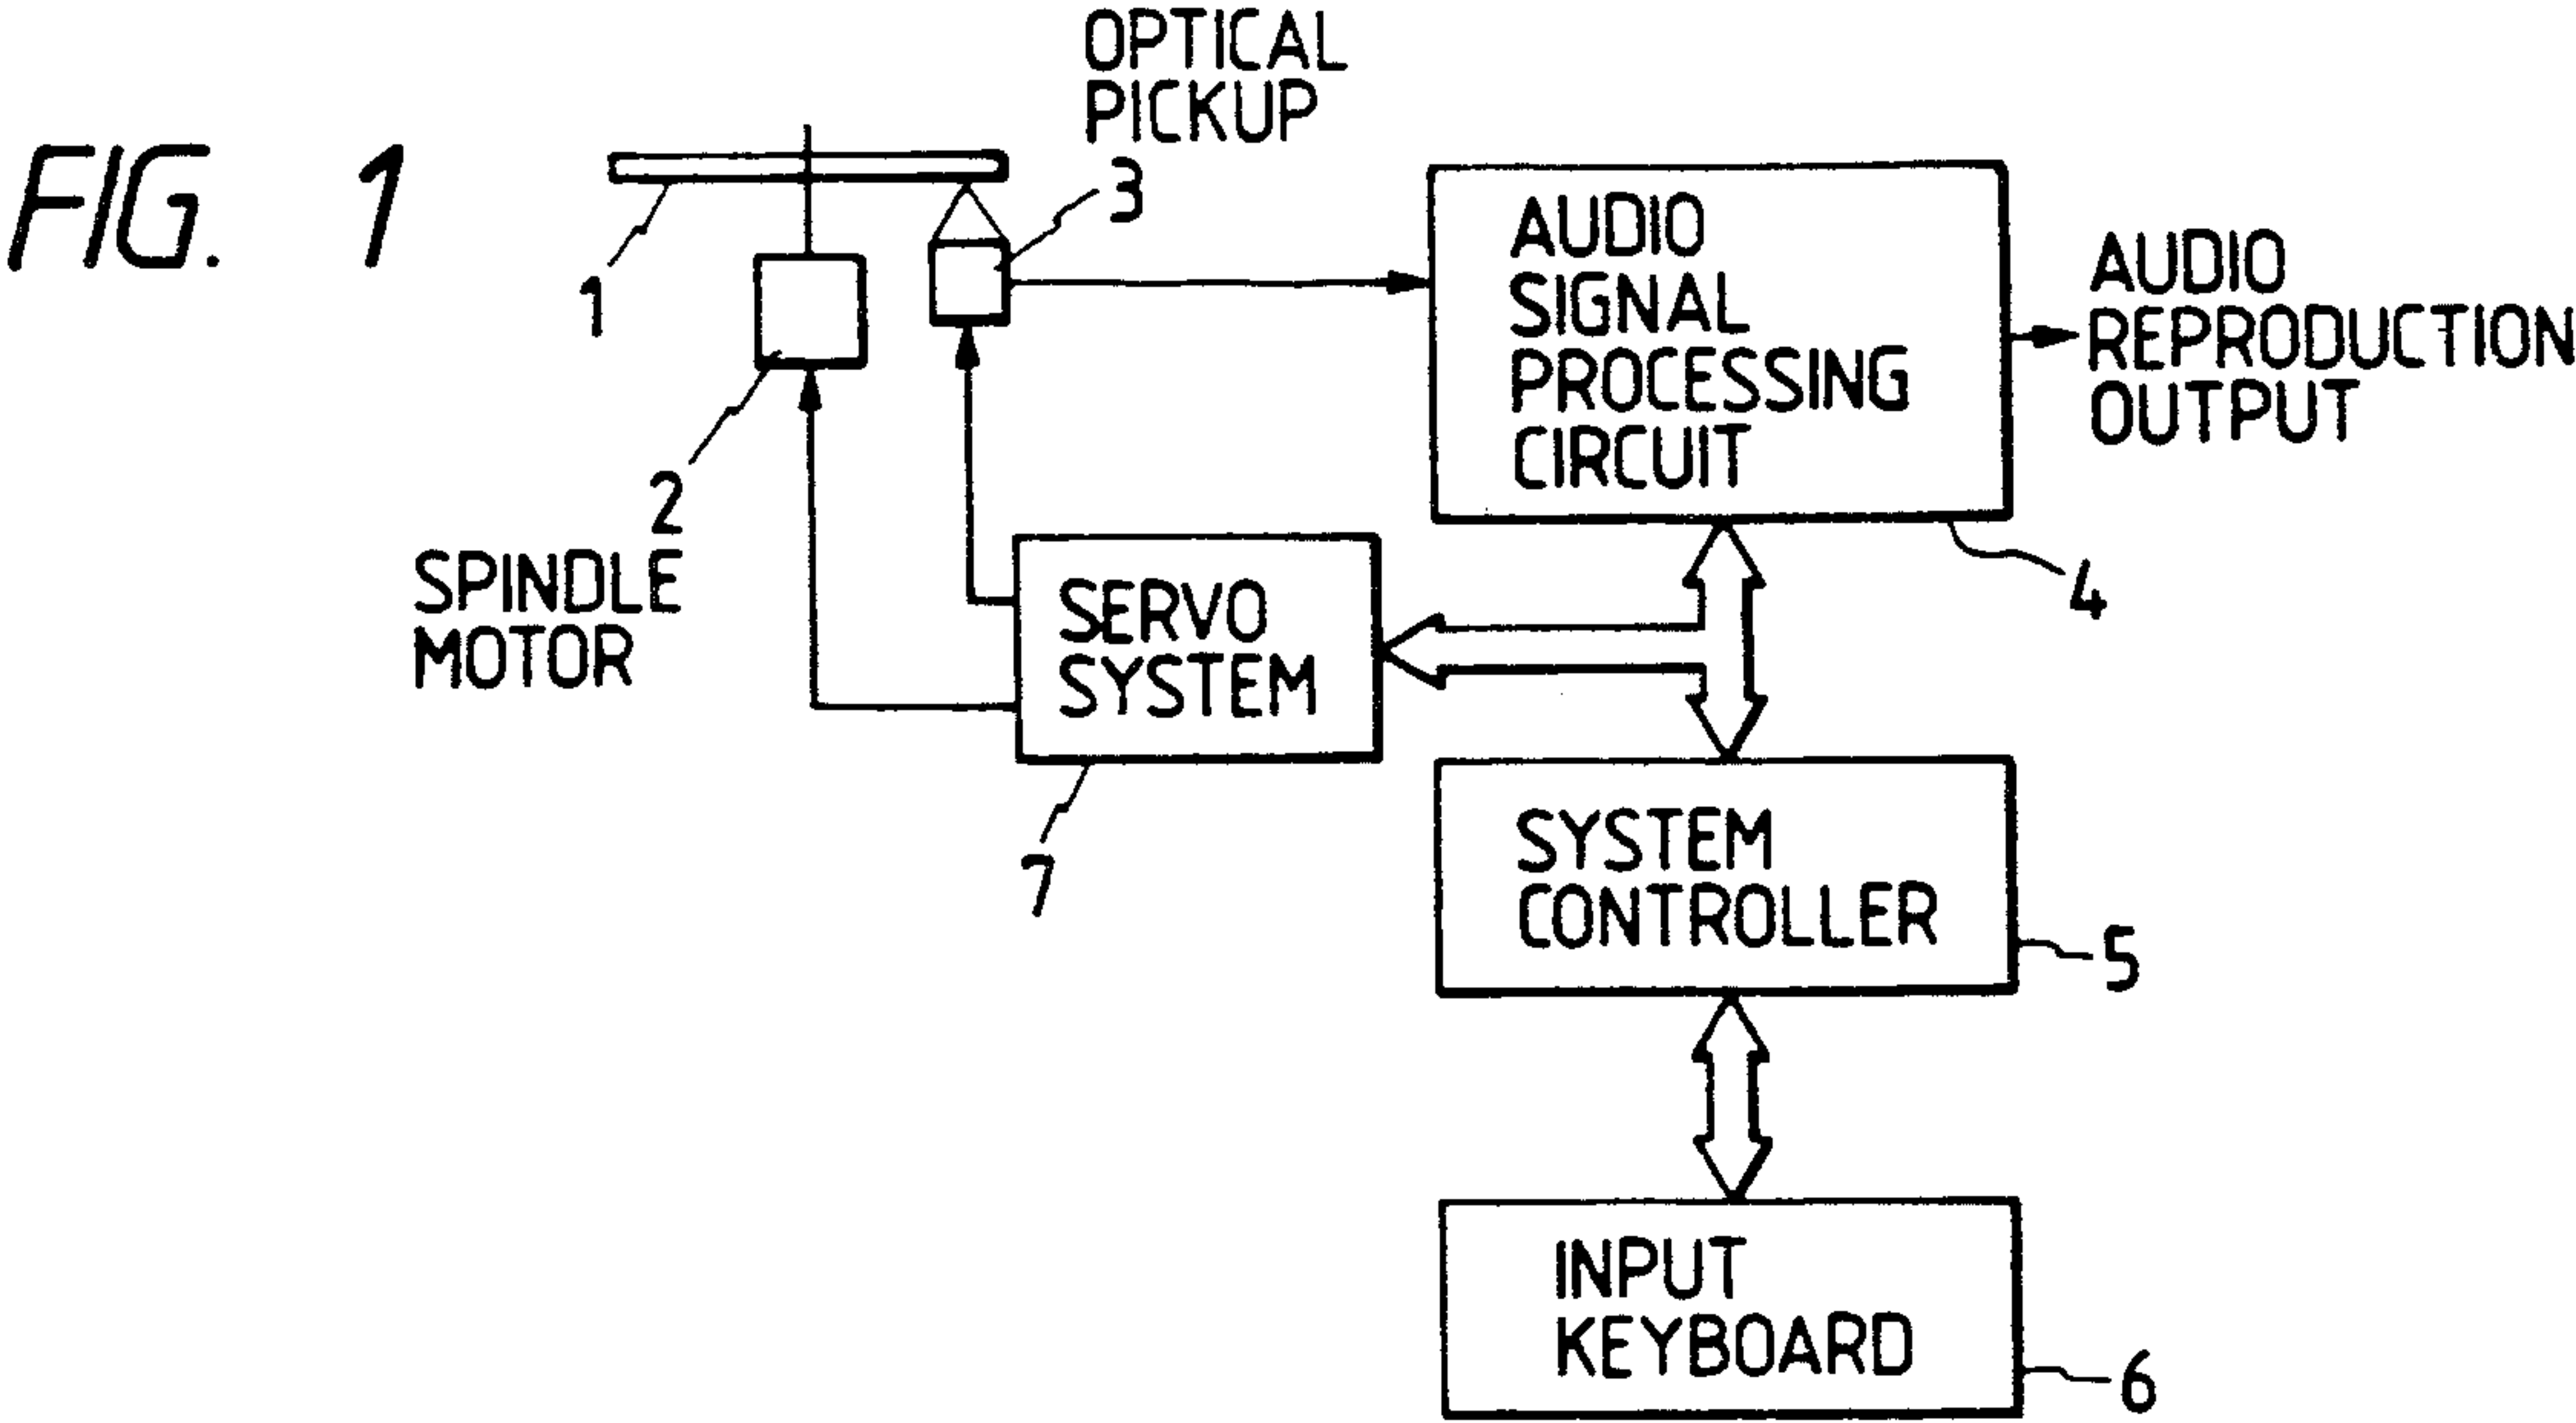 FIG. 1
OPTICAL
PICKUP
3
1
2
SPINDLE
MOTOR
AUDIO
SIGNAL
PROCESSING
CIRCUIT
4
AUDIO
REPRODUCTION
OUTPUT
SERVO
SYSTEM
7
SYSTEM
CONTROLLER
5
INPUT
KEYBOARD
6